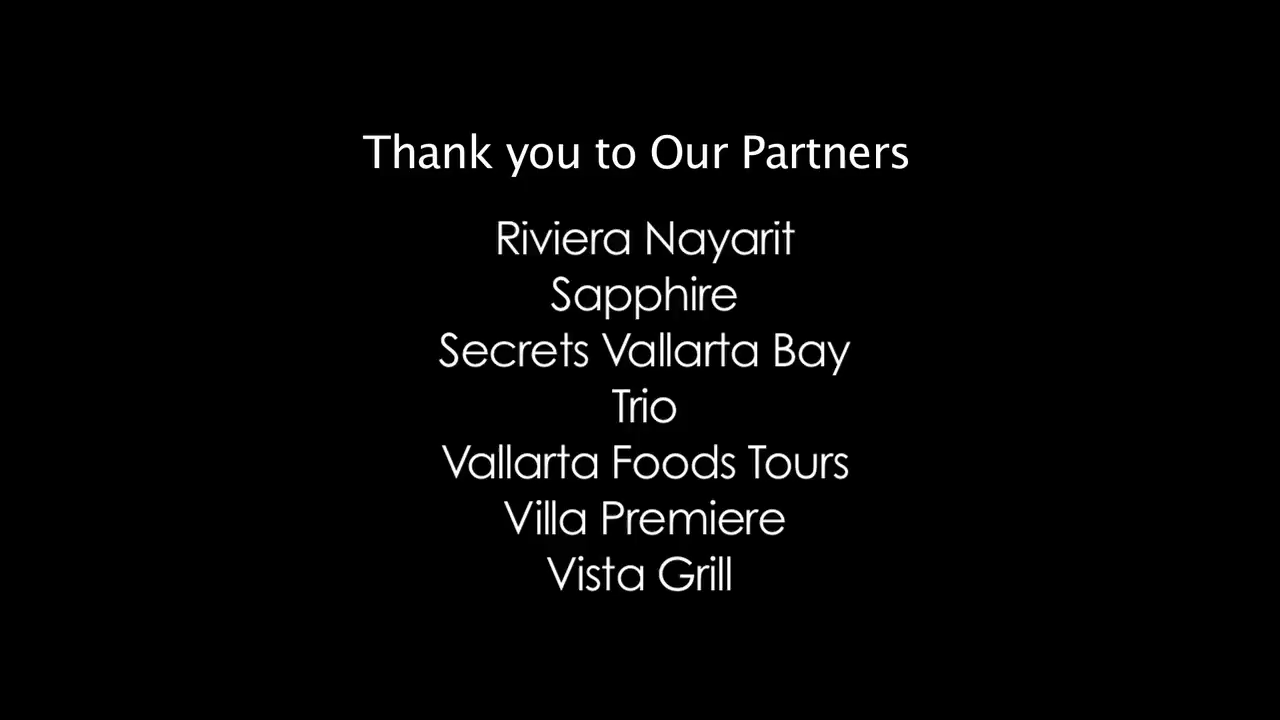 Thank you to Our Partners
Riviera Nayarit
Sapphire
Secrets Vallarta Bay
Trio
Vallarta Foods Tours
Villa Premiere
Vista Grill